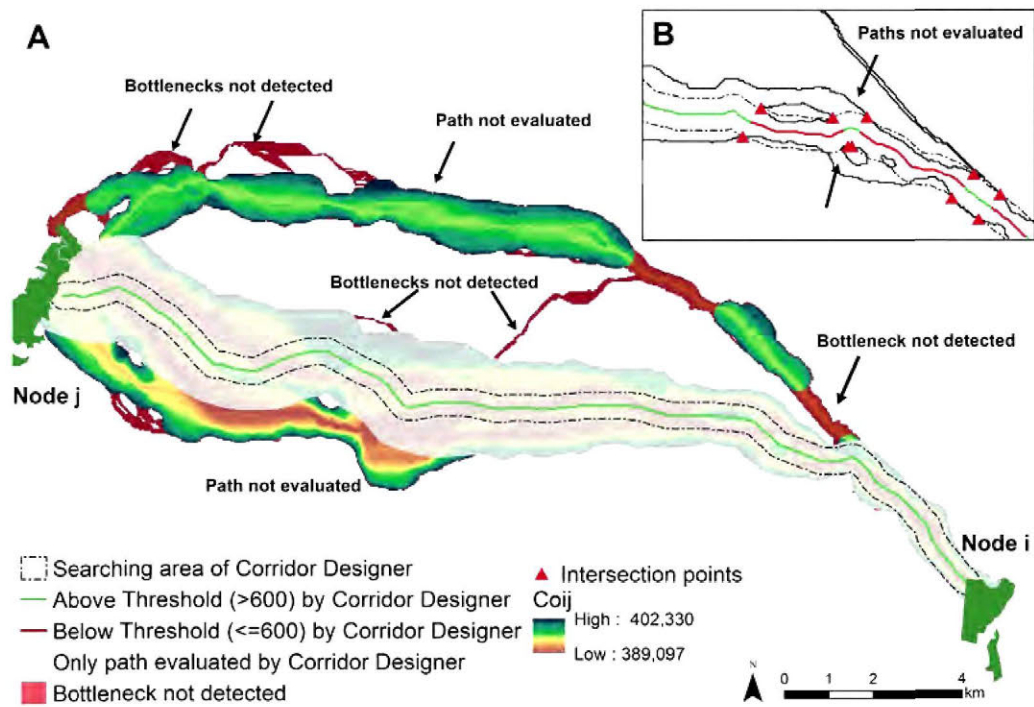 A
B
Bottlenecks not detected
Paths not evaluated
Path not evaluated
Bottlenecks not detected
Bottleneck not detected
Node j
Path not evaluated
Node i
Searching area of Corridor Designer
Above Threshold (>600) by Corridor Designer
Below Threshold (<=600) by Corridor Designer
Only path evaluated by Corridor Designer
Bottleneck not detected
Intersection points
Coij
High : 402,330
Low : 389,097
N
0 1 2 4
km